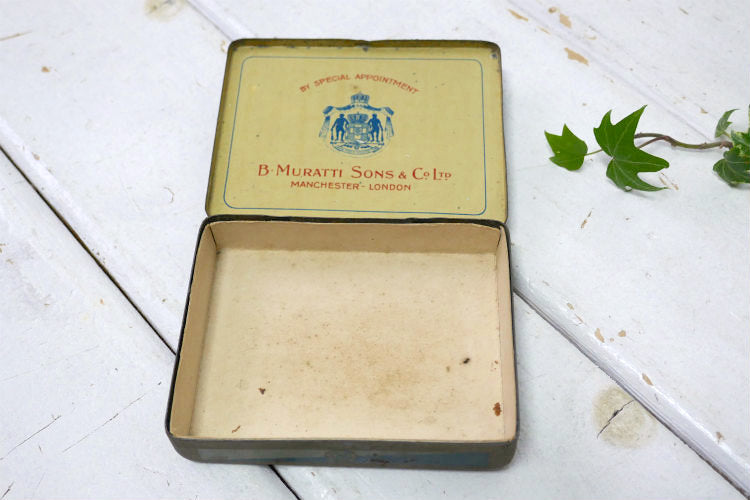 BY SPECIAL APPOINTMENT
B·MURATTI SONS & Co LTD
MANCHESTER - LONDON